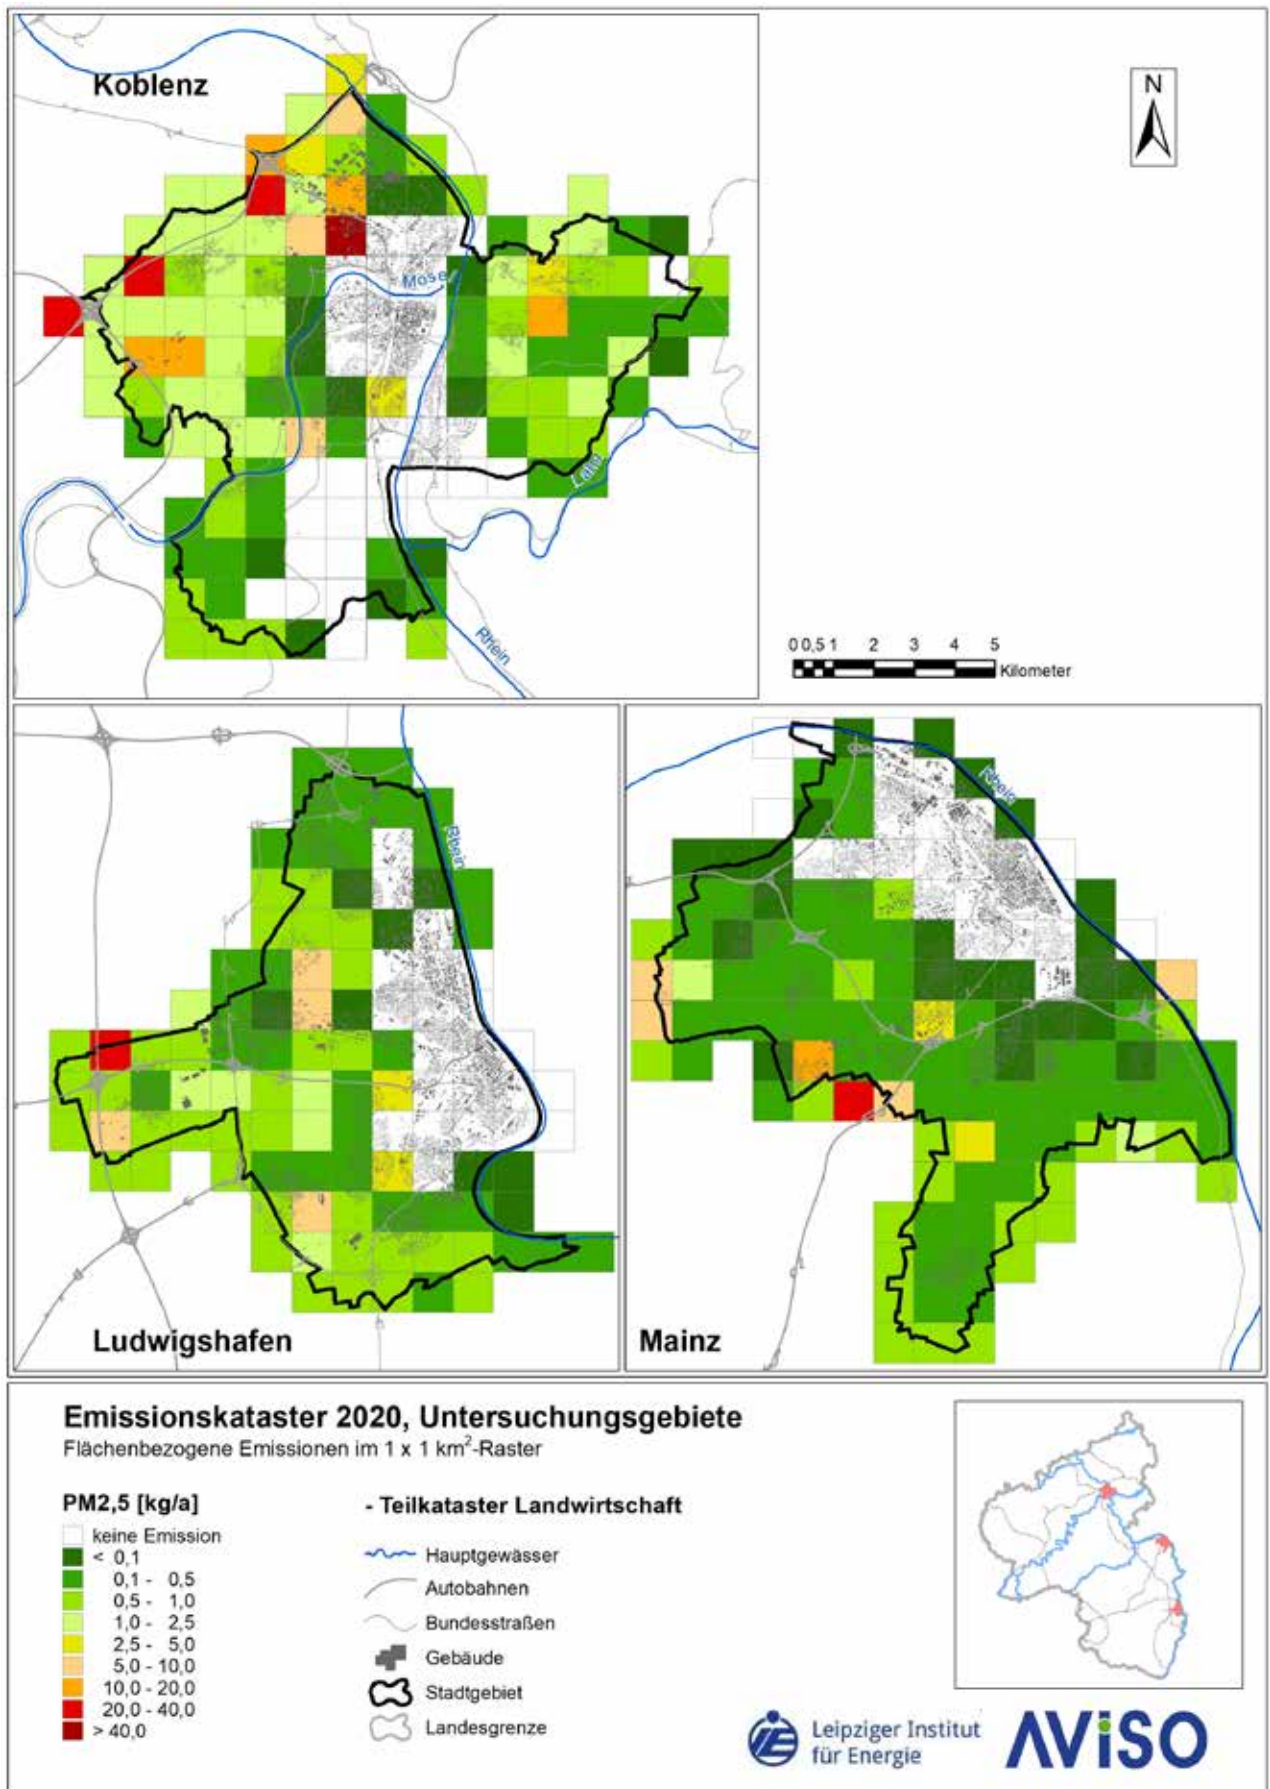 Koblenz
N
Mosel
Lahn
Rhein
0 0,5 1 2 3 4 5
Kilometer
Rhein
Ludwigshafen
Rhein
Mainz
Emissionskataster 2020, Untersuchungsgebiete
Flächenbezogene Emissionen im 1 x 1 km²-Raster
PM2,5 [kg/a]
keine Emission
< 0,1
0,1 - 0,5
0,5 - 1,0
1,0 - 2,5
2,5 - 5,0
5,0 - 10,0
10,0 - 20,0
20,0 - 40,0
> 40,0
- Teilkataster Landwirtschaft
Hauptgewässer
Autobahnen
Bundesstraßen
Gebäude
Stadtgebiet
Landesgrenze
Leipziger Institut
für Energie
AViSO